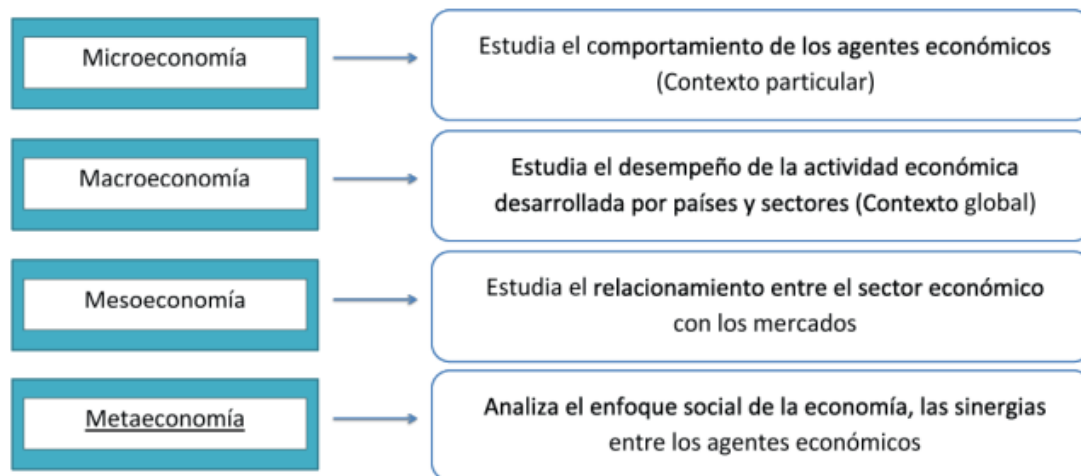 Microeconomía
Estudia el comportamiento de los agentes económicos
(Contexto particular)
Macroeconomía
Estudia el desempeño de la actividad económica
desarrollada por países y sectores (Contexto global)
Mesoeconomía
Estudia el relacionamiento entre el sector económico
con los mercados
Metaeconomía
Analiza el enfoque social de la economía, las sinergias
entre los agentes económicos